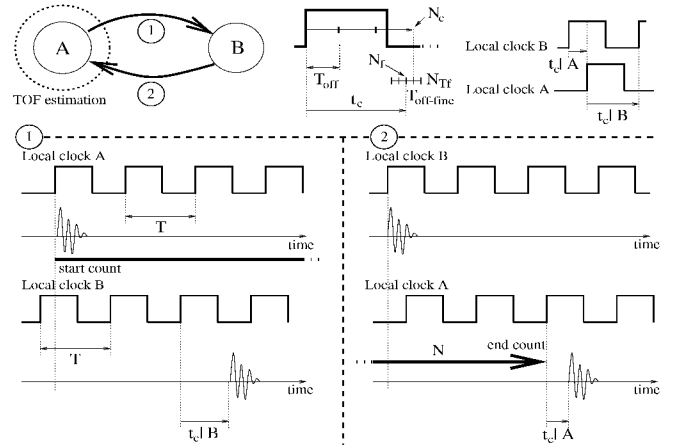 A
1
B
2
TOF estimation
N_c
T_off
N_f
N_Tf
T_off-fine
t_c
Local clock B
t_c| A
Local clock A
t_c| B
1
Local clock A
T
time
start count
Local clock B
T
time
t_c| B
2
Local clock B
time
Local clock A
N
end count
time
t_c| A